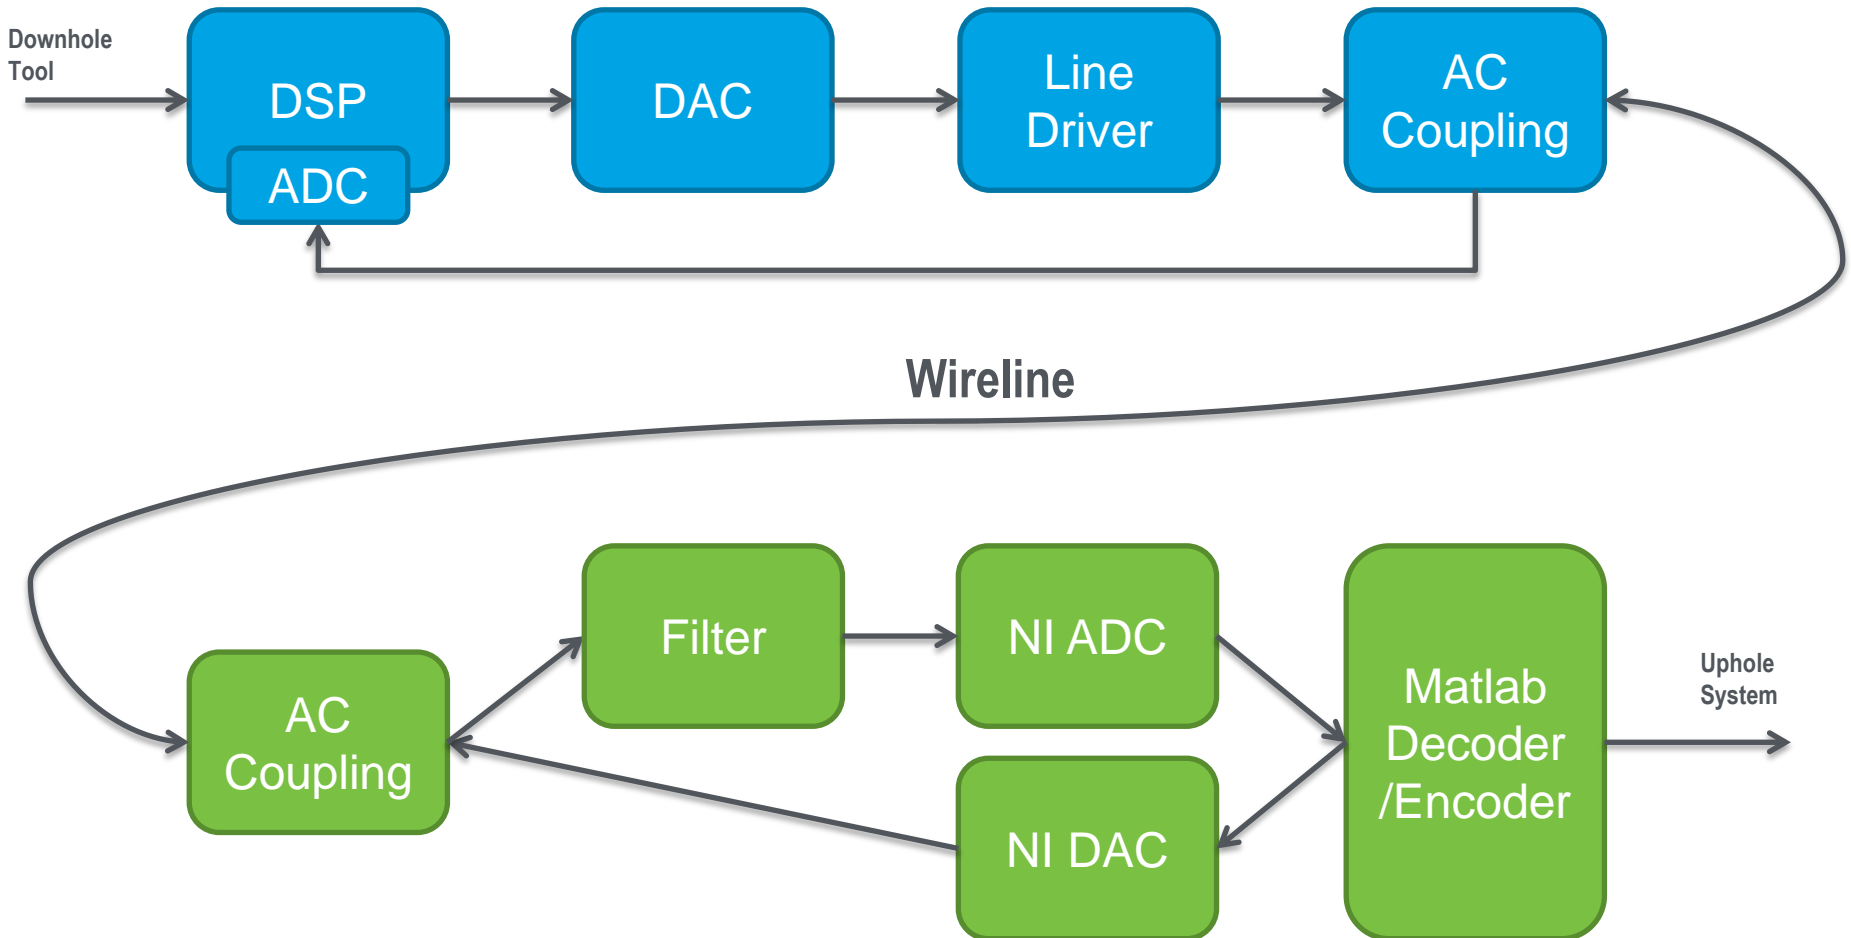 Downhole
Tool
DSP
ADC
DAC
Line
Driver
AC
Coupling
Wireline
AC
Coupling
Filter
NI ADC
NI DAC
Matlab
Decoder
/Encoder
Uphole
System